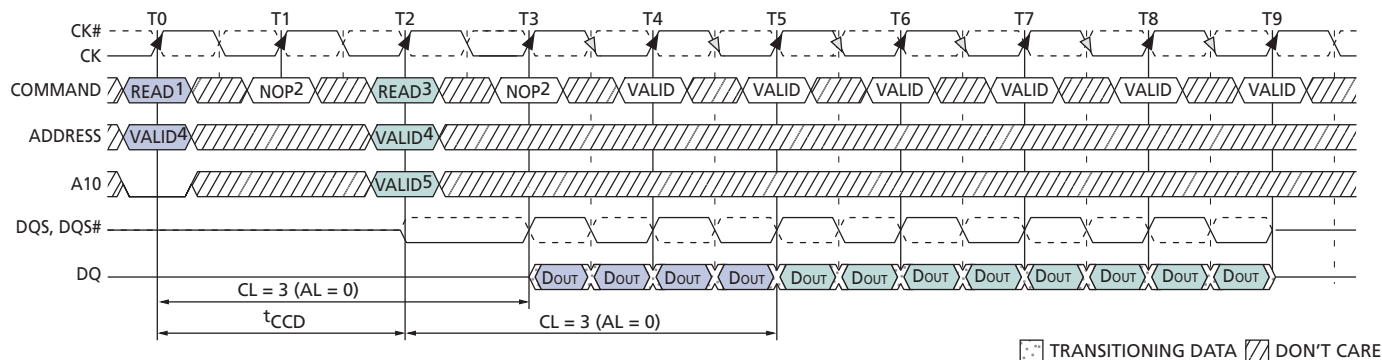 T0 T1 T2 T3 T4 T5 T6 T7 T8 T9
CK#
CK
COMMAND READ1 NOP2 READ3 NOP2 VALID VALID VALID VALID VALID VALID
ADDRESS VALID4 VALID4
A10 VALID5
DQS, DQS#
DQ DOUT DOUT DOUT DOUT DOUT DOUT DOUT DOUT DOUT DOUT DOUT DOUT
CL = 3 (AL = 0)
tCCD CL = 3 (AL = 0)
TRANSITIONING DATA DON'T CARE